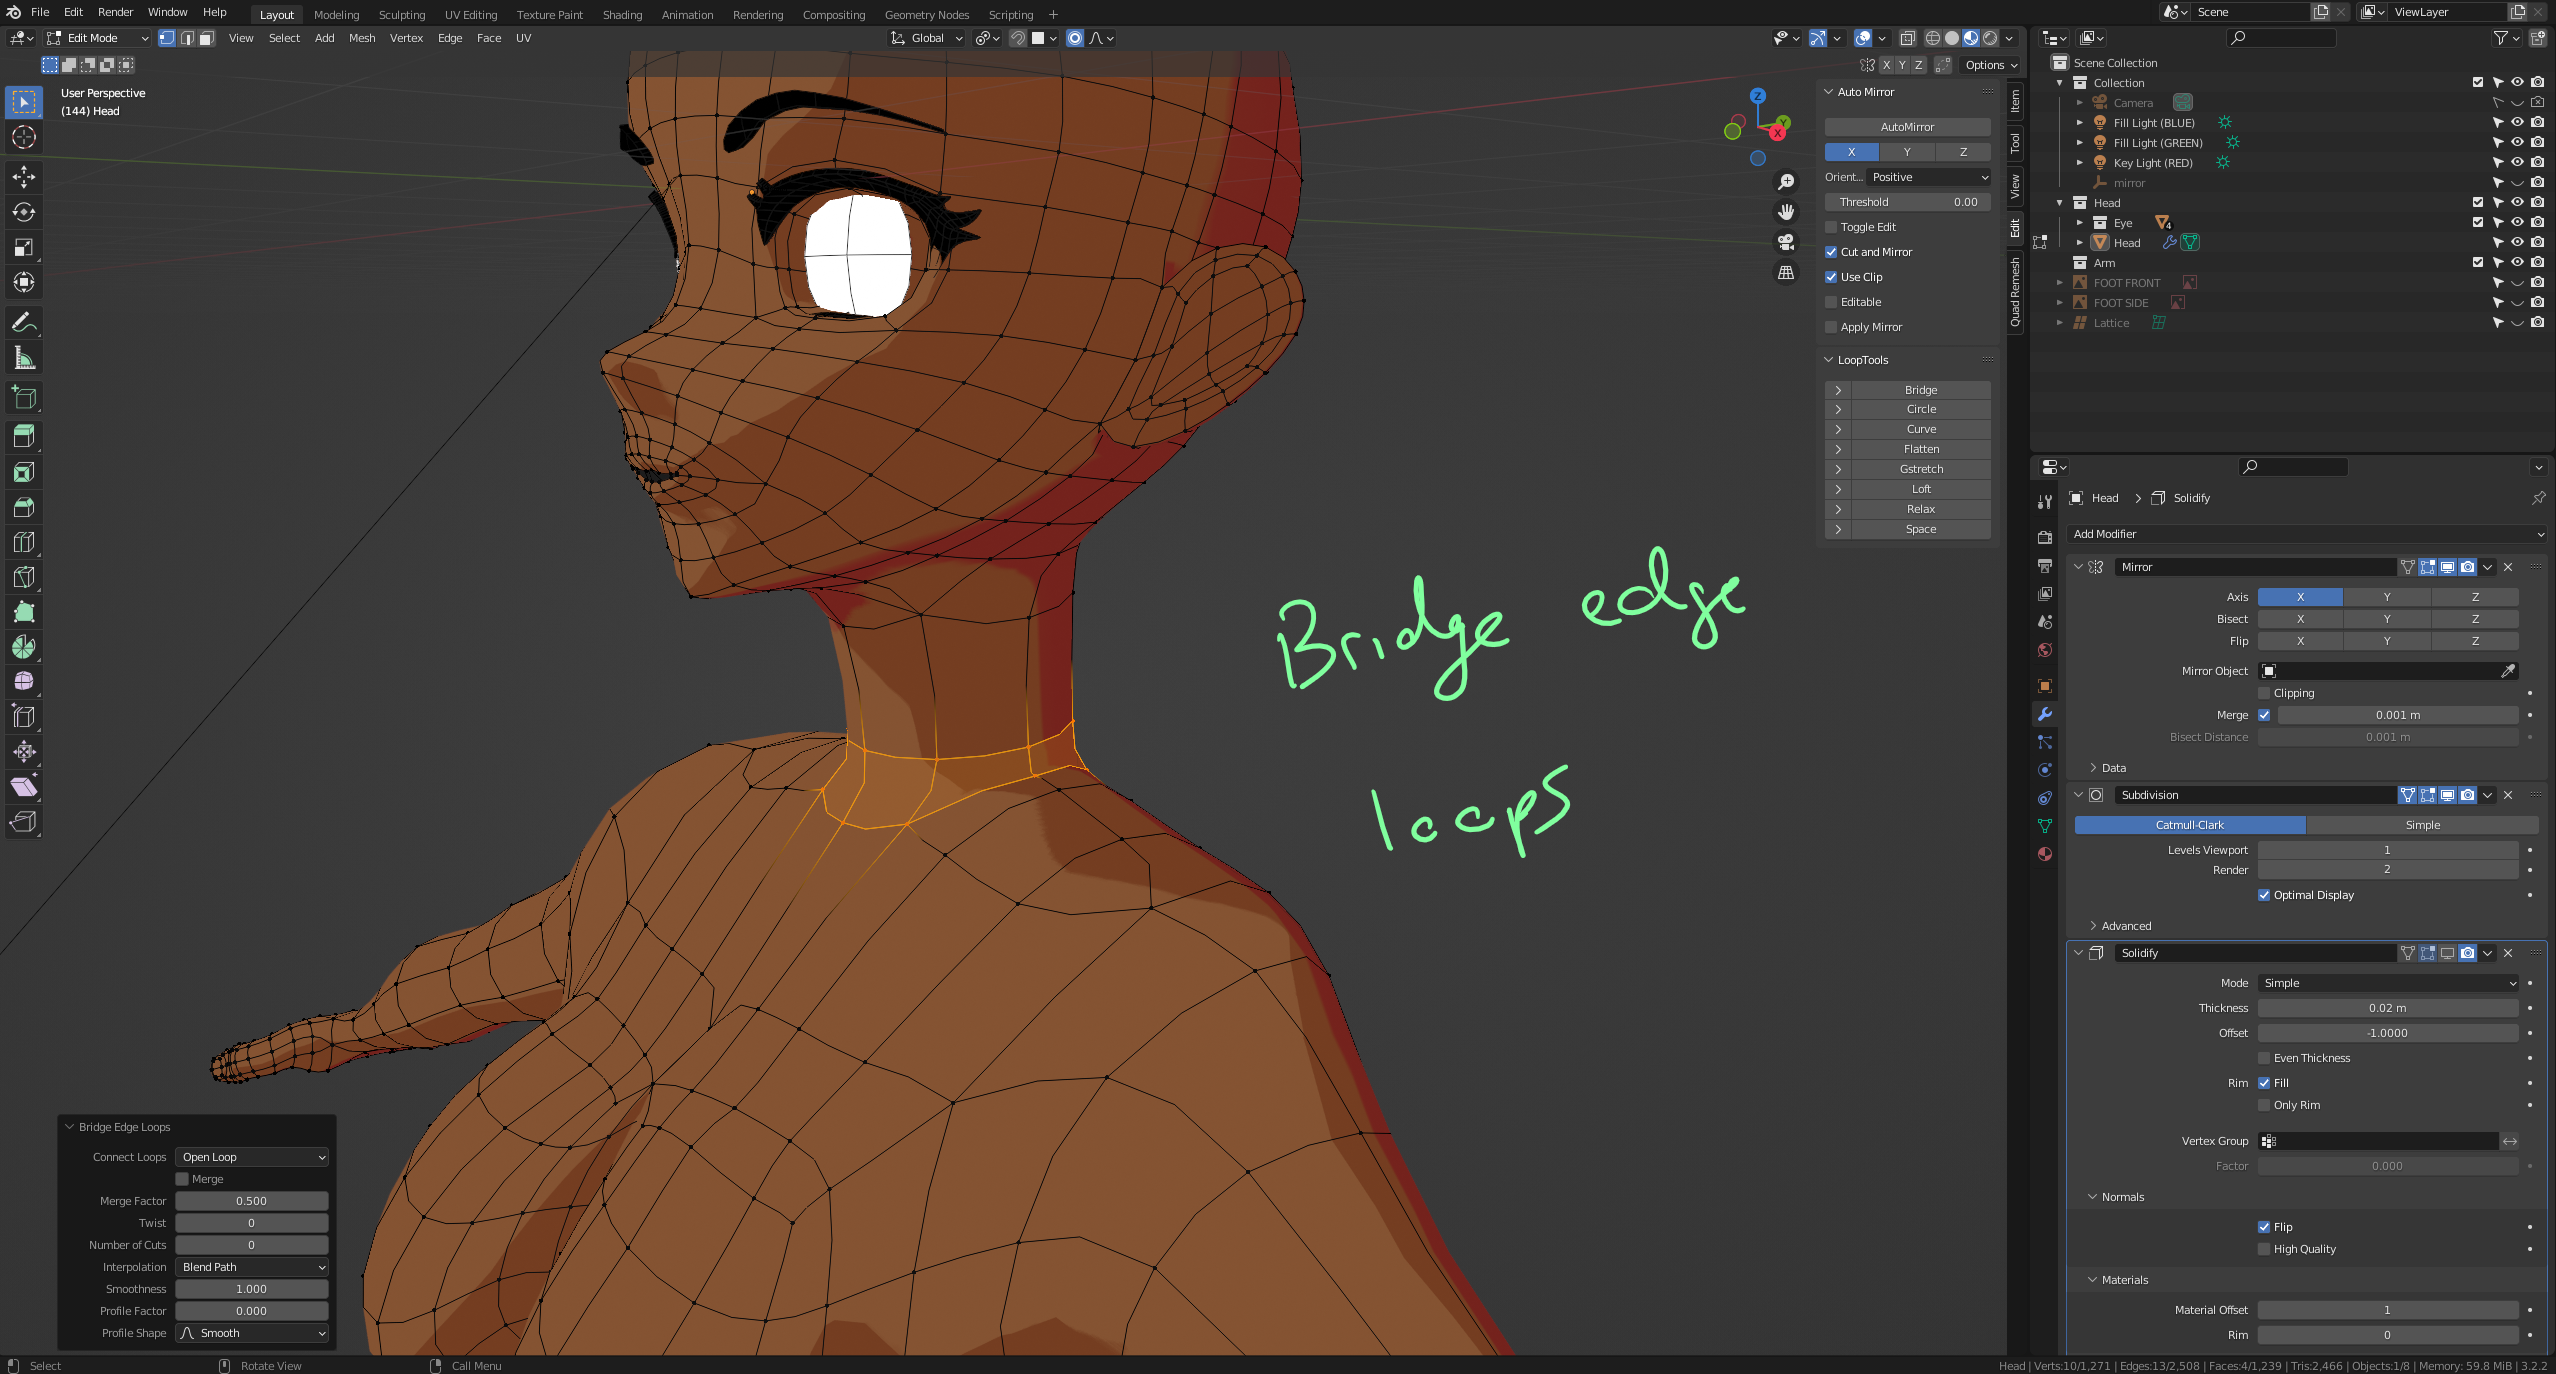 File Edit Render Window Help Layout Modeling Sculpting UV Editing Texture Paint Shading Animation Rendering Compositing Geometry Nodes Scripting + Scene ViewLayer
Edit Mode View Select Add Mesh Vertex Edge Face UV Global
X Y Z Options
User Perspective
(144) Head
Z
Y
X
Auto Mirror
AutoMirror
X Y Z
Orient... Positive
Threshold 0.00
Toggle Edit
Cut and Mirror
Use Clip
Editable
Apply Mirror
LoopTools
Bridge
Circle
Curve
Flatten
Gstretch
Loft
Relax
Space
Item
Tool
View
Edit
Quad Remesh
Bridge edge
loops
Bridge Edge Loops
Connect Loops Open Loop
Merge
Merge Factor 0.500
Twist 0
Number of Cuts 0
Interpolation Blend Path
Smoothness 1.000
Profile Factor 0.000
Profile Shape Smooth
Scene Collection
Collection
Camera
Fill Light (BLUE)
Fill Light (GREEN)
Key Light (RED)
mirror
Head
Eye 4
Head
Arm
FOOT FRONT
FOOT SIDE
Lattice
Head > Solidify
Add Modifier
Mirror
Axis X Y Z
Bisect X Y Z
Flip X Y Z
Mirror Object
Clipping
Merge 0.001 m
Bisect Distance 0.001 m
Data
Subdivision
Catmull-Clark Simple
Levels Viewport 1
Render 2
Optimal Display
Advanced
Solidify
Mode Simple
Thickness 0.02 m
Offset -1.0000
Even Thickness
Rim Fill
Only Rim
Vertex Group
Factor 0.000
Normals
Flip
High Quality
Materials
Material Offset 1
Rim 0
Select Rotate View Call Menu
Head | Verts:10/1,271 | Edges:13/2,508 | Faces:4/1,239 | Tris:2,466 | Objects:1/8 | Memory: 59.8 MiB | 3.2.2